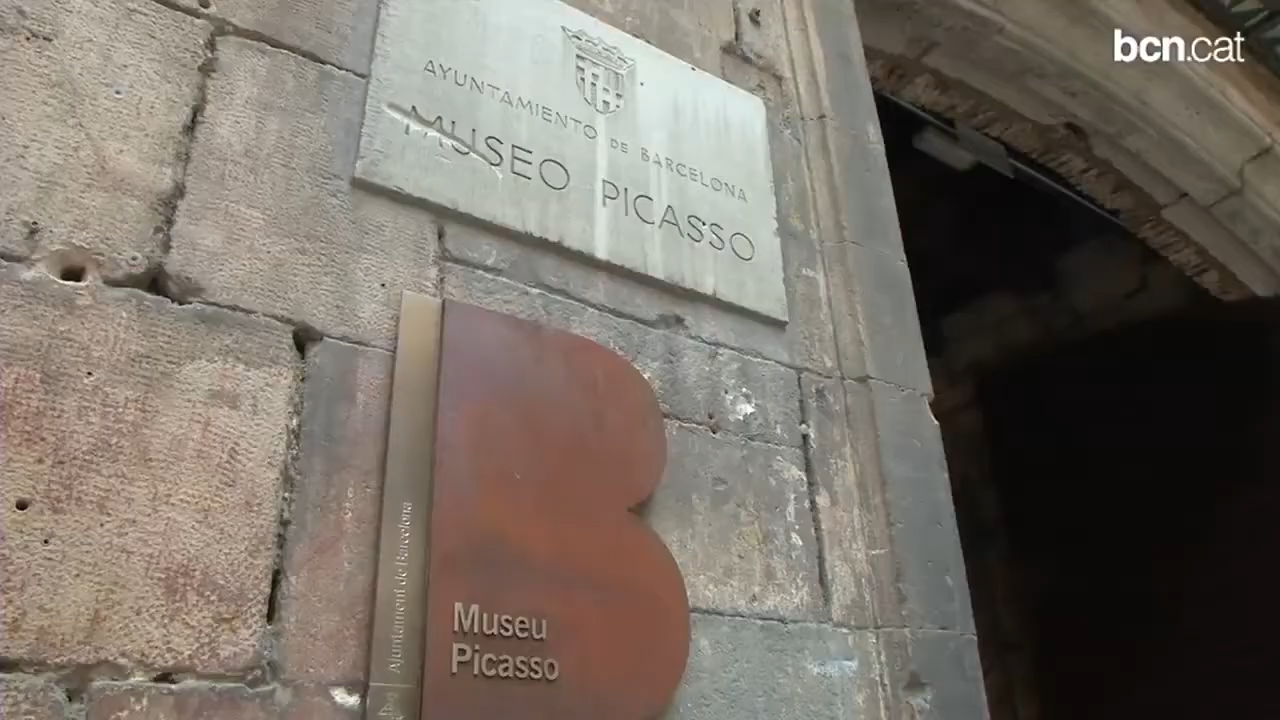 bcn.cat
AYUNTAMIENTO DE BARCELONA
MUSEO PICASSO
Ajuntament de Barcelona
Museu
Picasso